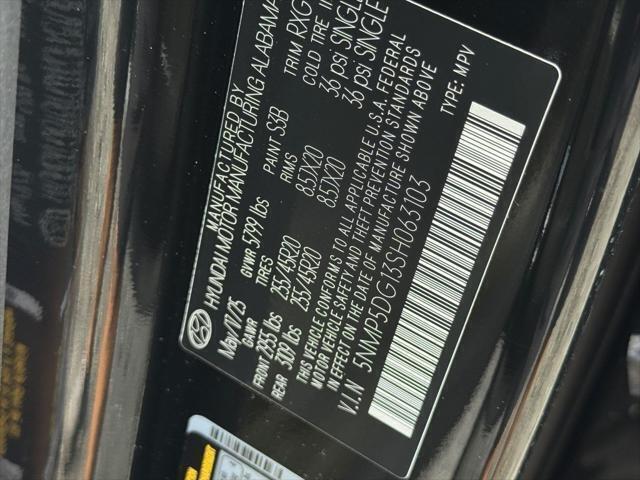 MANUFACTURED BY
HYUNDAI MOTOR MANUFACTURING ALABAMA
May/17/25 GVWR 5799 lbs PAINT S3B TRIM RXG
GAWR TIRES RIMS COLD TIRE
FRONT 2955 lbs 255/45R20 8.5JX20 36 psi SINGLE
REAR 3109 lbs 255/45R20 8.5JX20 36 psi SINGLE
THIS VEHICLE CONFORMS TO ALL APPLICABLE U.S.A. FEDERAL
MOTOR VEHICLE SAFETY AND THEFT PREVENTION STANDARDS
IN EFFECT ON THE DATE OF MANUFACTURE SHOWN ABOVE.
V.I.N 5NMP5DG13SH063103
TYPE: MPV